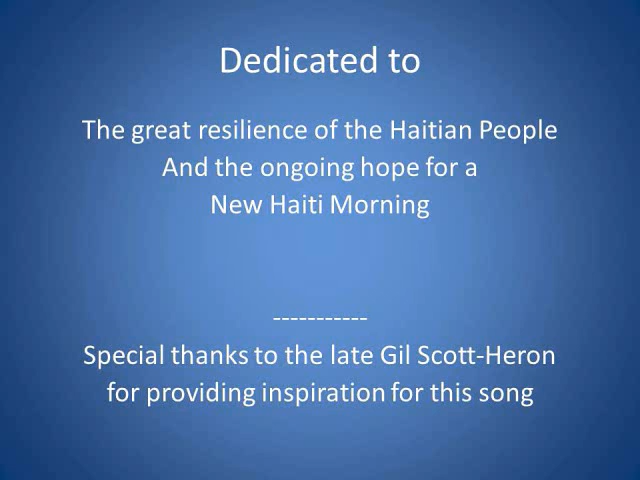 Dedicated to
The great resilience of the Haitian People
And the ongoing hope for a
New Haiti Morning
-----------
Special thanks to the late Gil Scott-Heron
for providing inspiration for this song